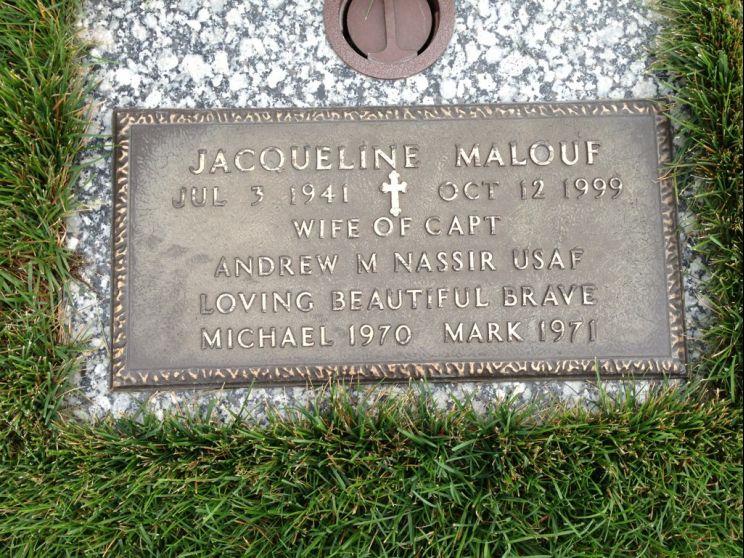 JACQUELINE MALOUF
JUL 3 1941 OCT 12 1999
WIFE OF CAPT
ANDREW M NASSIR USAF
LOVING BEAUTIFUL BRAVE
MICHAEL 1970 MARK 1971